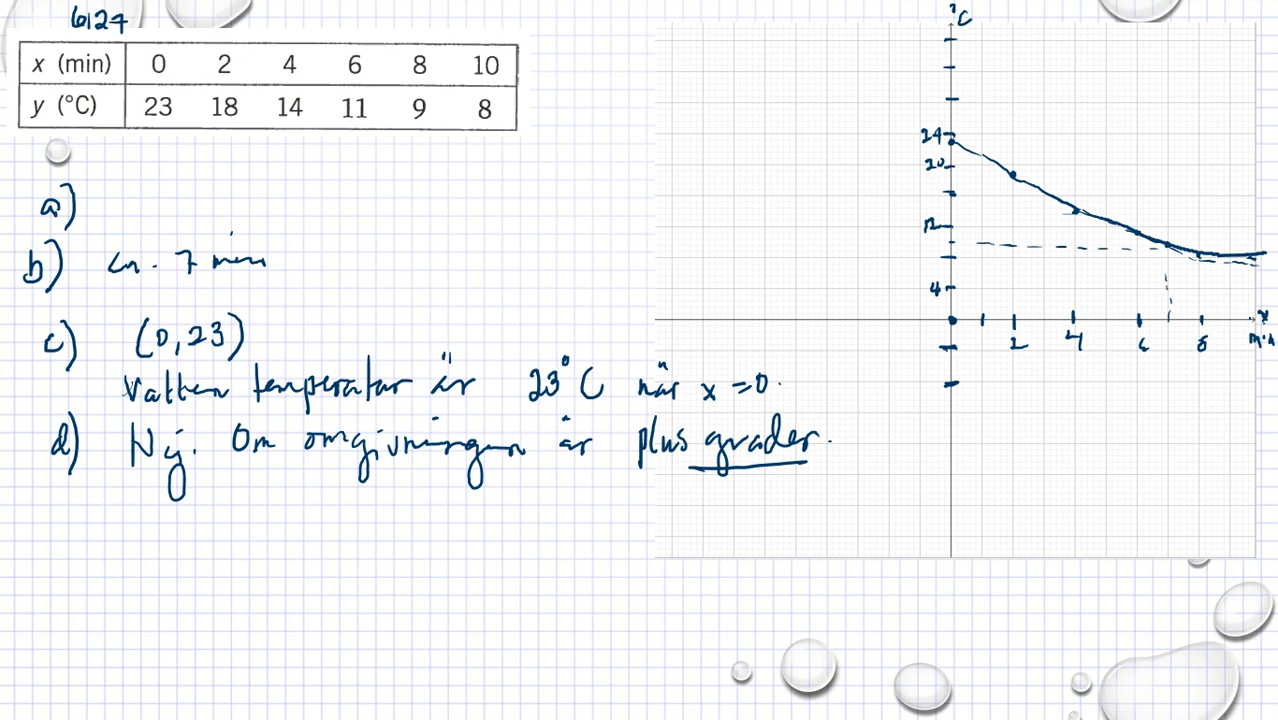 6124
x (min) 0 2 4 6 8 10
y (°C) 23 18 14 11 9 8
a)
b) ca. 7 min
c) (0,23)
Vatten temperatur är 23°C när x=0.
d) Nej. Om omgivningen är plus grader.
°C
24
20
12
4
2 4 6 8 x
min